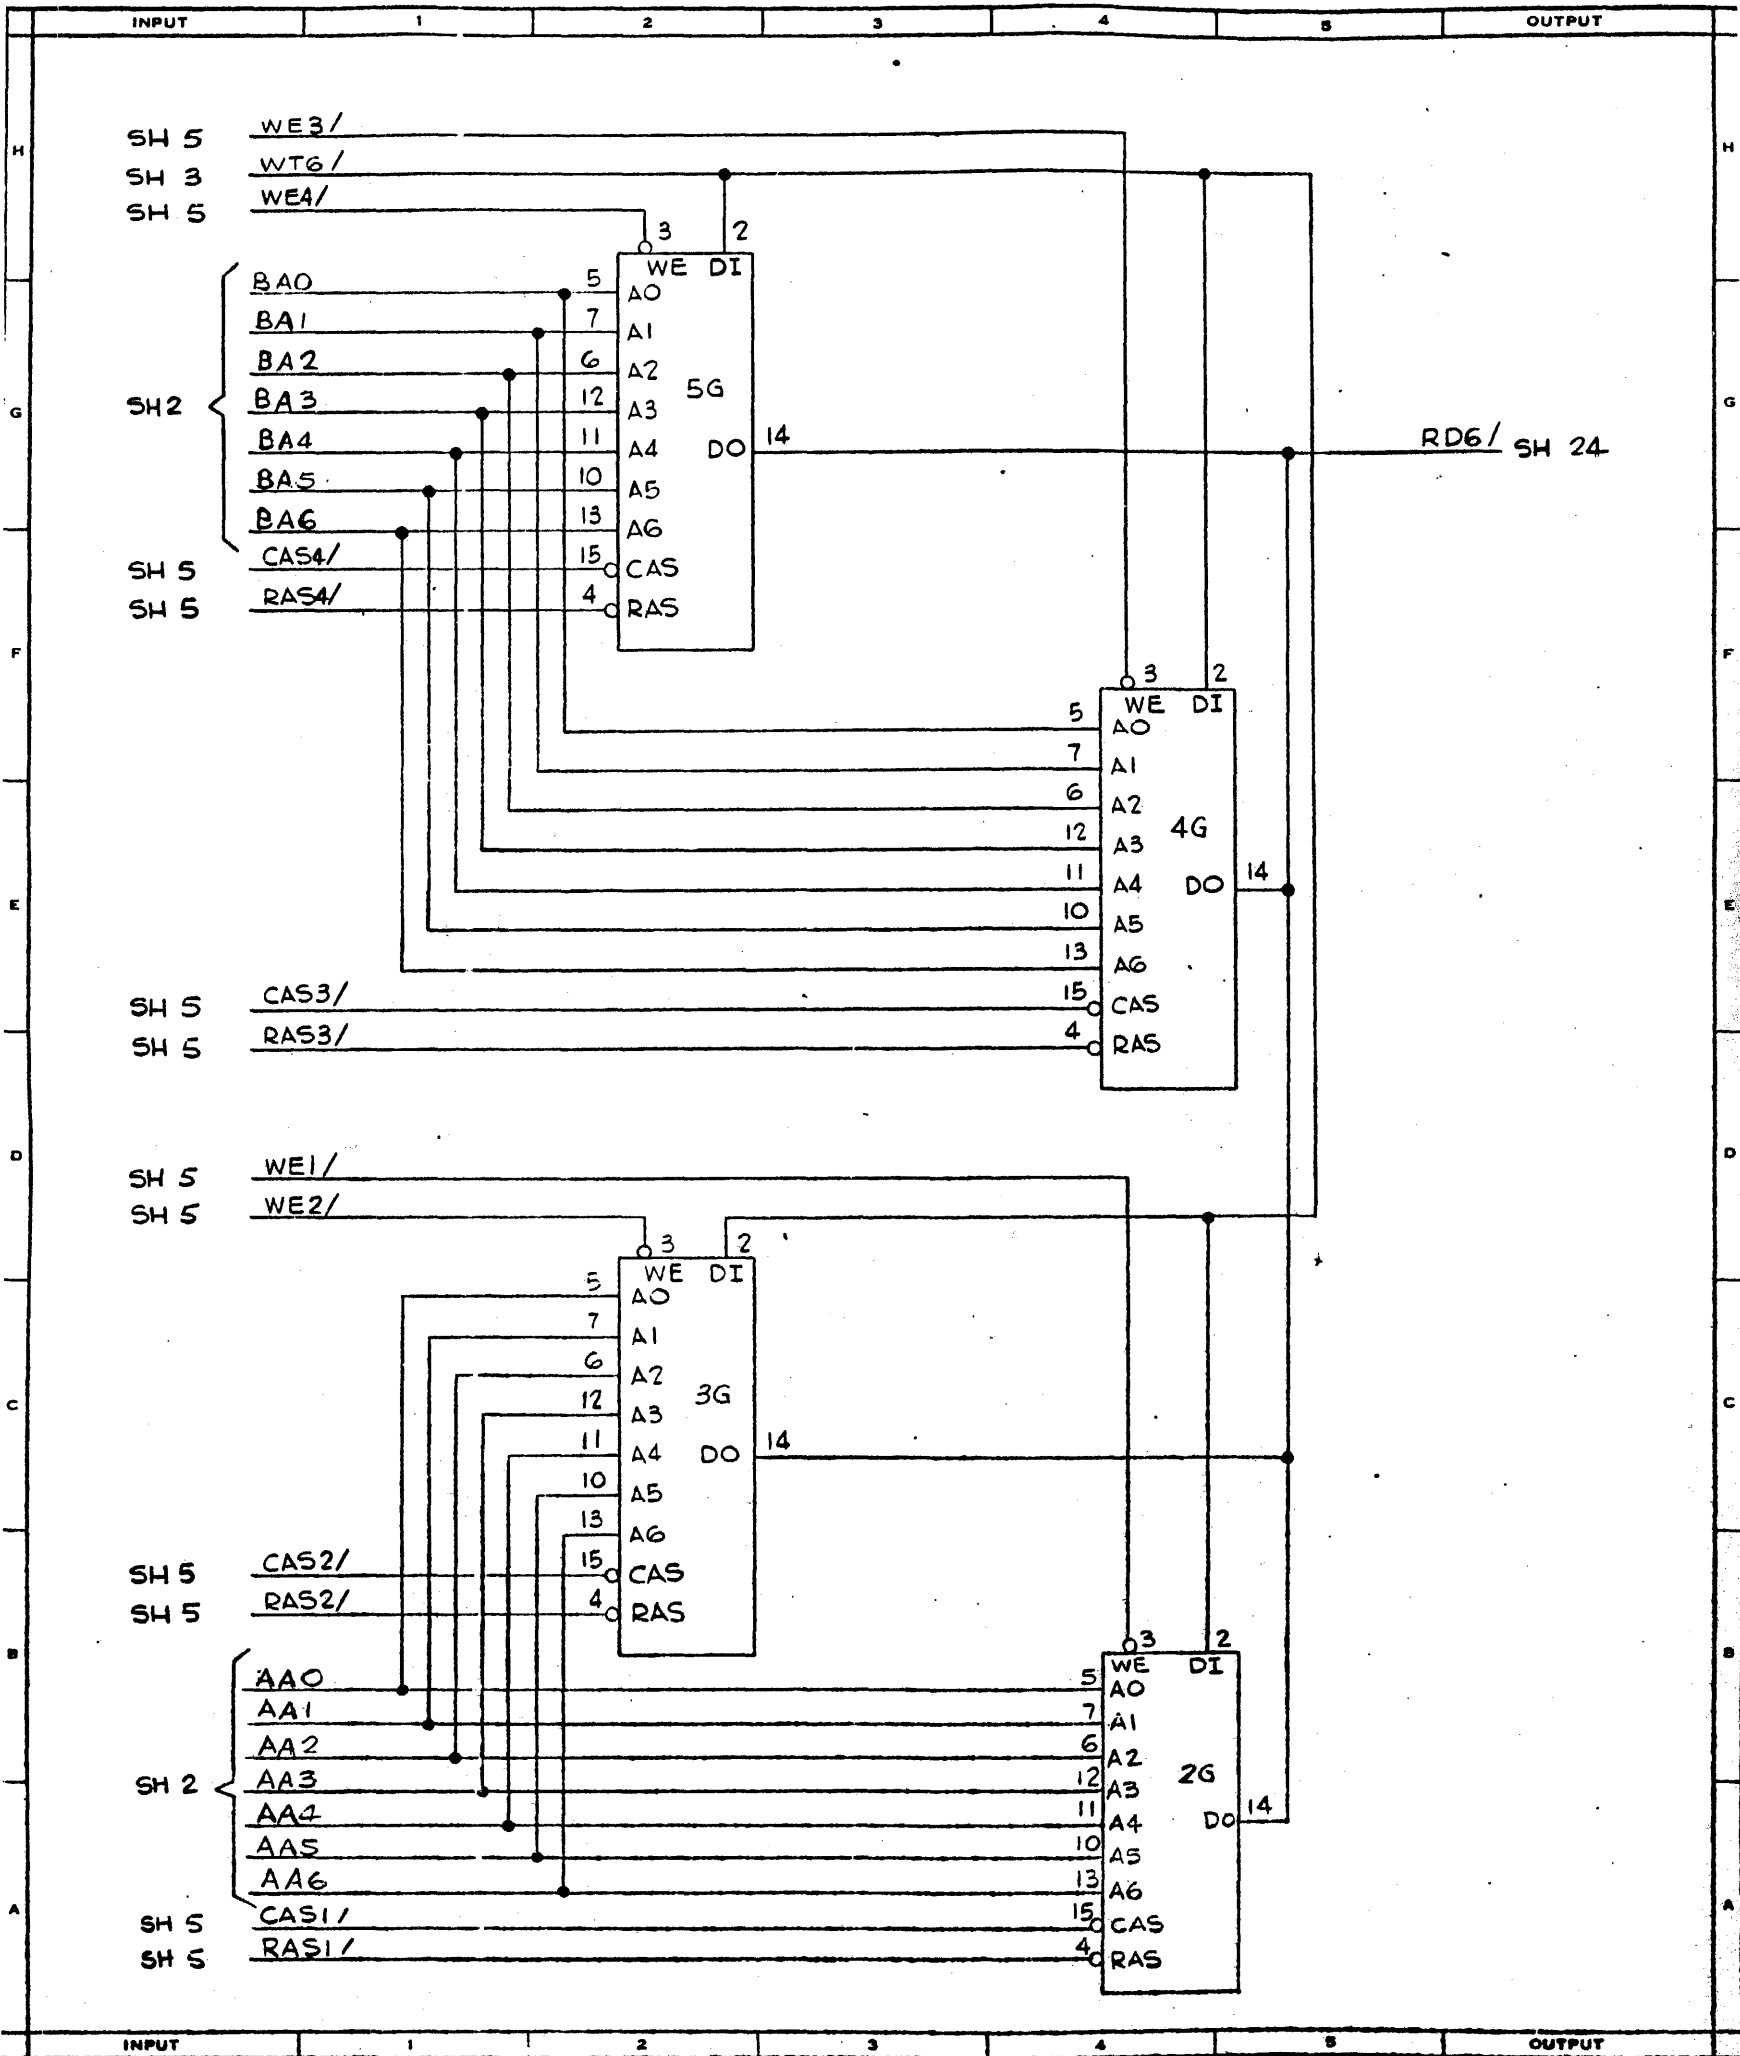 INPUT 1 2 3 4 5 OUTPUT
H H
SH 5 WE3/
SH 3 WT6/
SH 5 WE4/
3 2
WE DI
BA0 5 A0
BA1 7 A1
BA2 6 A2
5G
G SH2 BA3 12 A3 G
BA4 11 A4 DO 14 RD6/ SH 24
BA5 10 A5
BA6 13 A6
SH 5 CAS4/ 15 CAS
SH 5 RAS4/ 4 RAS
F F
3 2
WE DI
5 A0
7 A1
6 A2
4G
12 A3
11 A4 DO 14
E E
10 A5
13 A6
SH 5 CAS3/ 15 CAS
SH 5 RAS3/ 4 RAS
D D
SH 5 WE1/
SH 5 WE2/
3 2
WE DI
5 A0
7 A1
6 A2
3G
C 12 A3 C
11 A4 DO 14
10 A5
13 A6
SH 5 CAS2/ 15 CAS
SH 5 RAS2/ 4 RAS
B 3 2 B
WE DI
AA0 5 A0
AA1 7 A1
AA2 6 A2
2G
SH 2 AA3 12 A3
AA4 11 A4 DO 14
AA5 10 A5
AA6 13 A6
A A
SH 5 CAS1/ 15 CAS
SH 5 RAS1/ 4 RAS
INPUT 1 2 3 4 5 OUTPUT